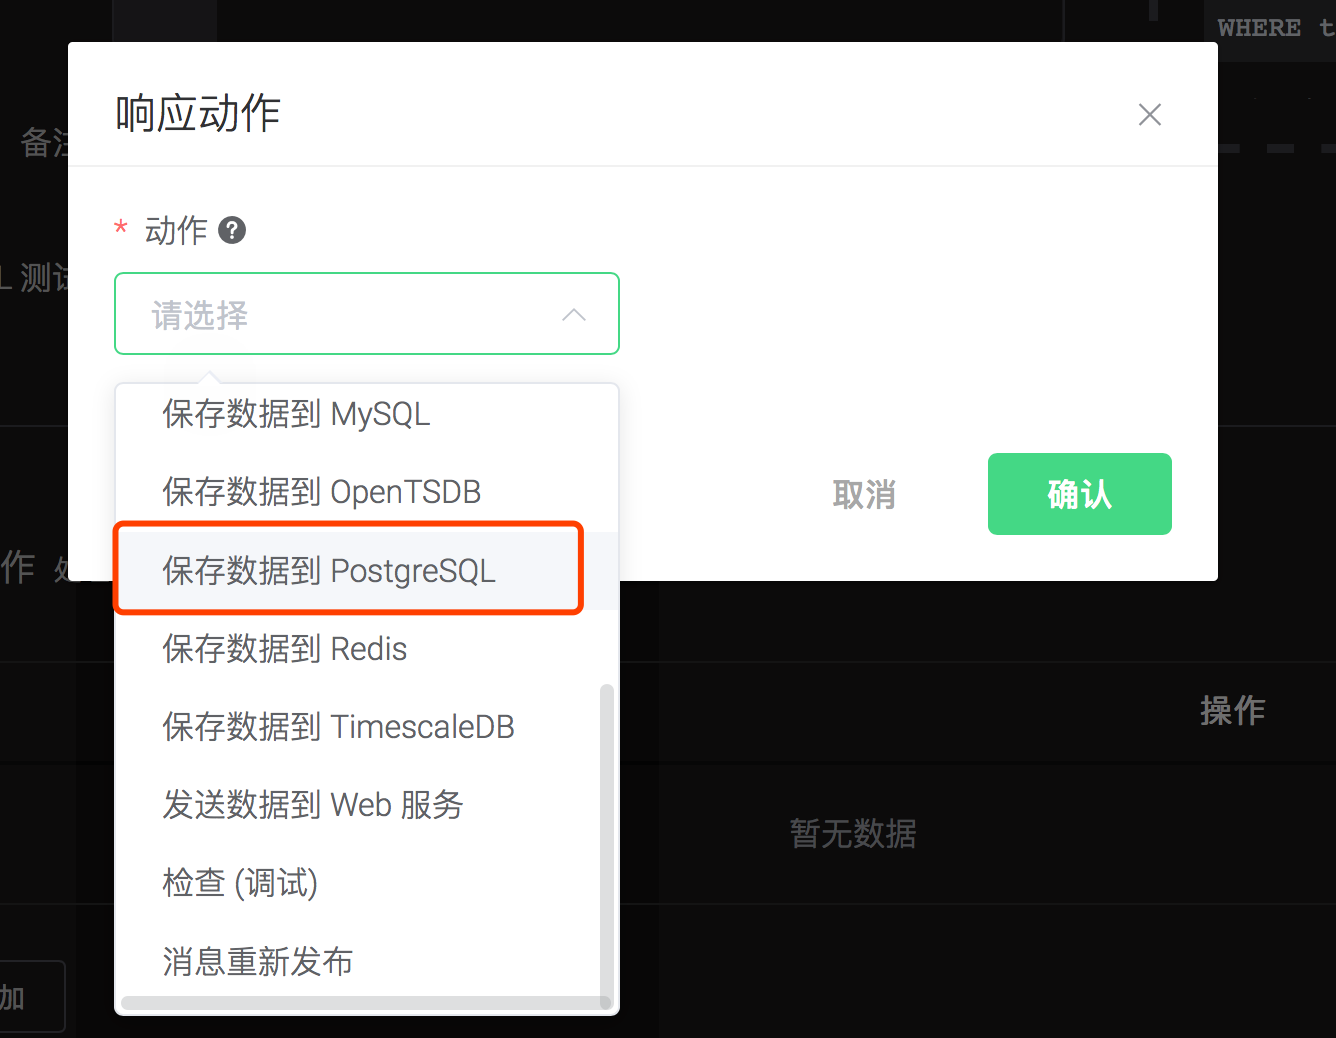 WHERE t
响应动作
备注
* 动作 ?
L 测试
请选择
保存数据到 MySQL
保存数据到 OpenTSDB
取消
确认
作
保存数据到 PostgreSQL
保存数据到 Redis
保存数据到 TimescaleDB
操作
发送数据到 Web 服务
暂无数据
检查 (调试)
消息重新发布
加